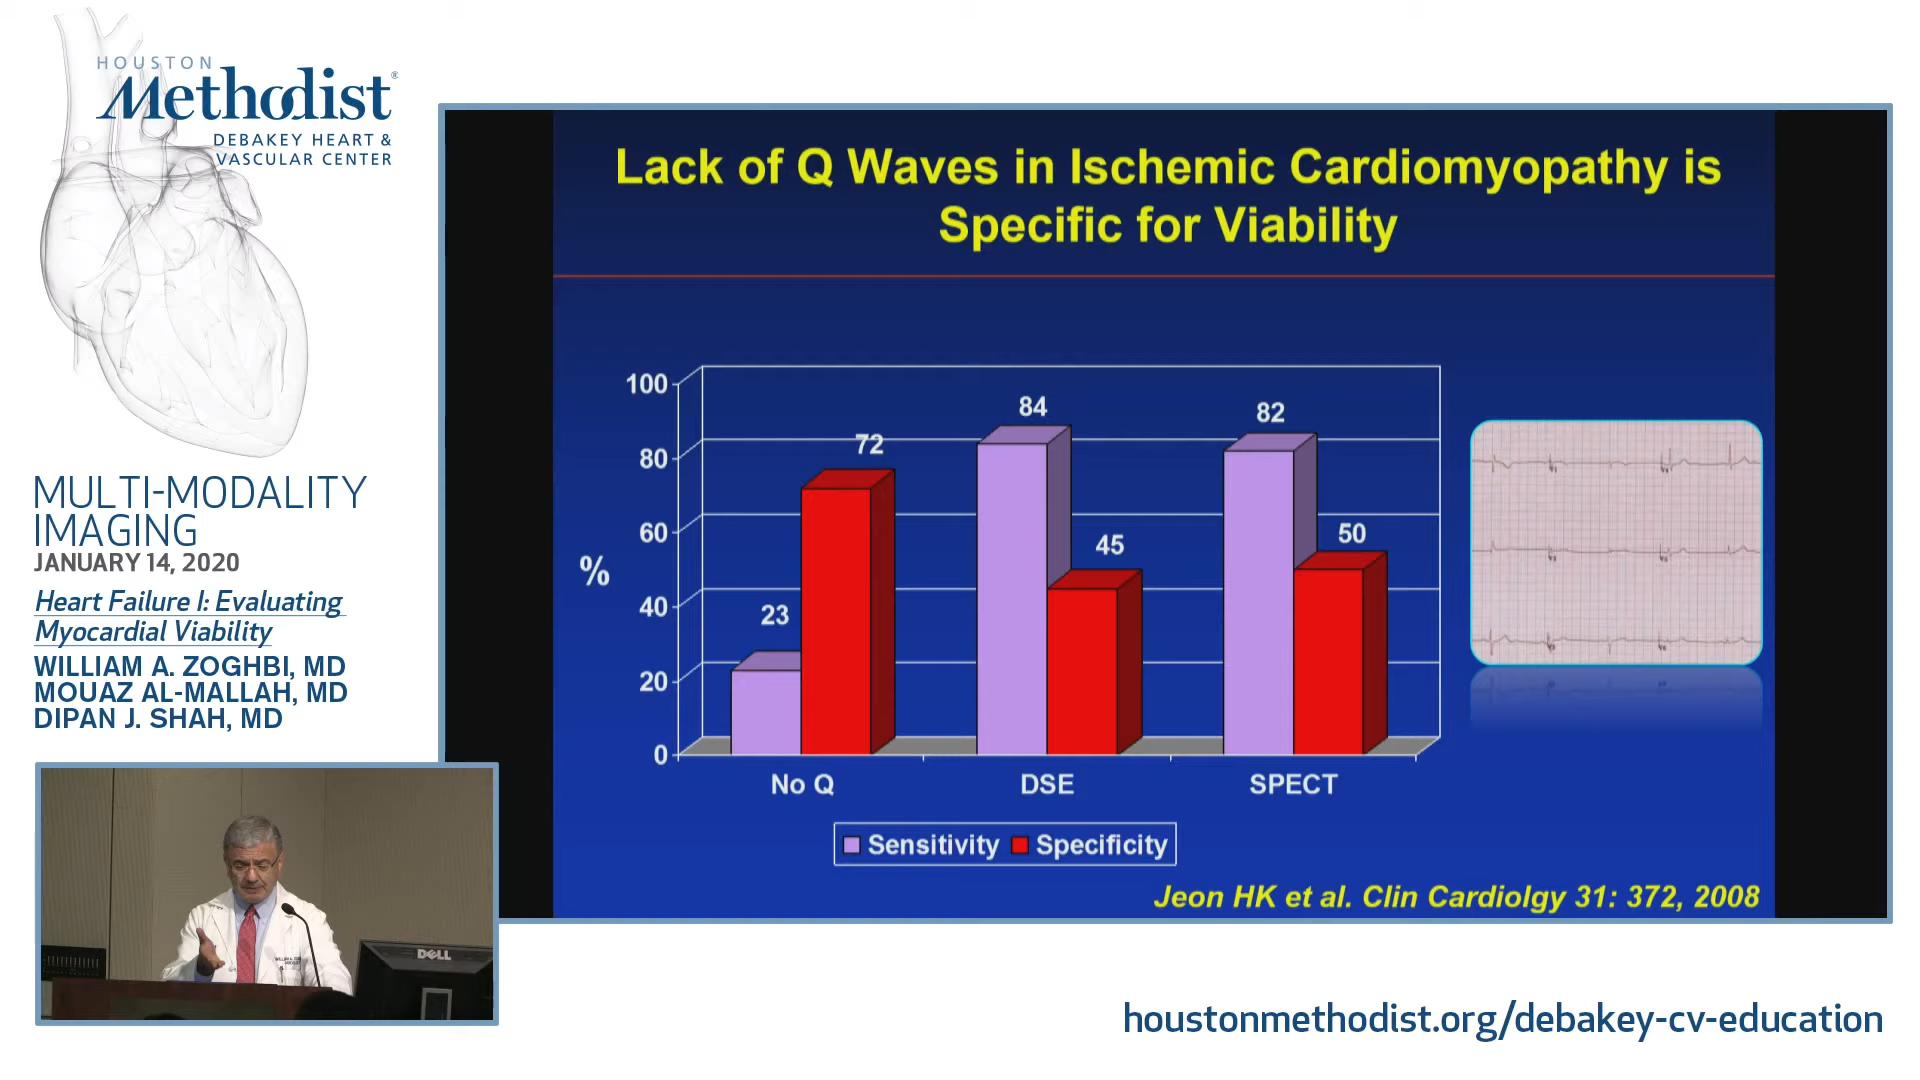 HOUSTON
Methodist®
DEBAKEY HEART &
VASCULAR CENTER
MULTI-MODALITY
IMAGING
JANUARY 14, 2020
Heart Failure I: Evaluating
Myocardial Viability
WILLIAM A. ZOGHBI, MD
MOUAZ AL-MALLAH, MD
DIPAN J. SHAH, MD
Lack of Q Waves in Ischemic Cardiomyopathy is
Specific for Viability
100
80
60
40
20
0
%
23
72
84
45
82
50
No Q
DSE
SPECT
Sensitivity
Specificity
Jeon HK et al. Clin Cardiolgy 31: 372, 2008
DELL
houstonmethodist.org/debakey-cv-education